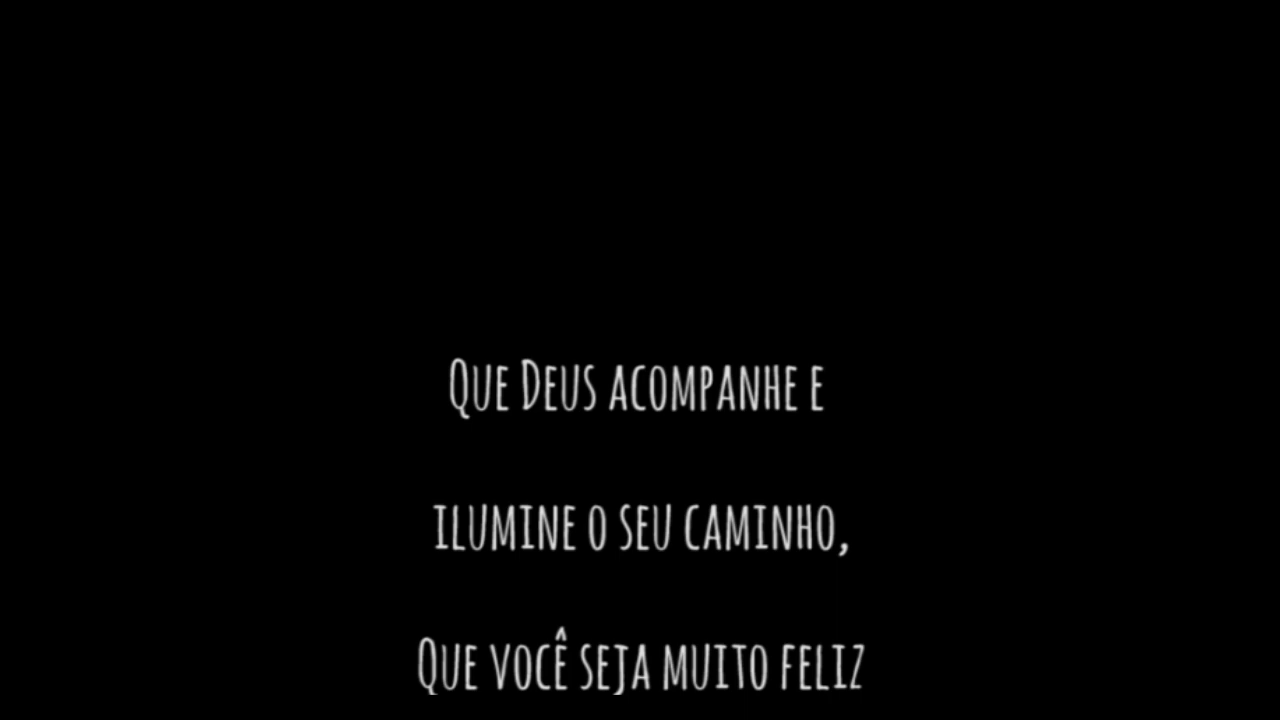 Que Deus acompanhe e
ilumine o seu caminho,
Que você seja muito feliz